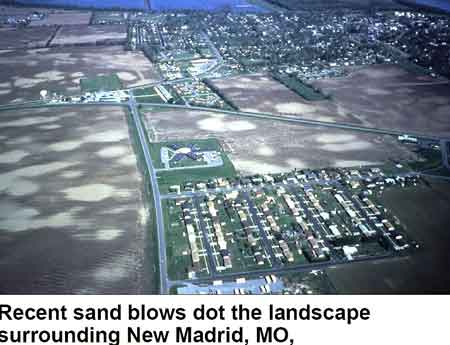 Recent sand blows dot the landscape
surrounding New Madrid, MO,